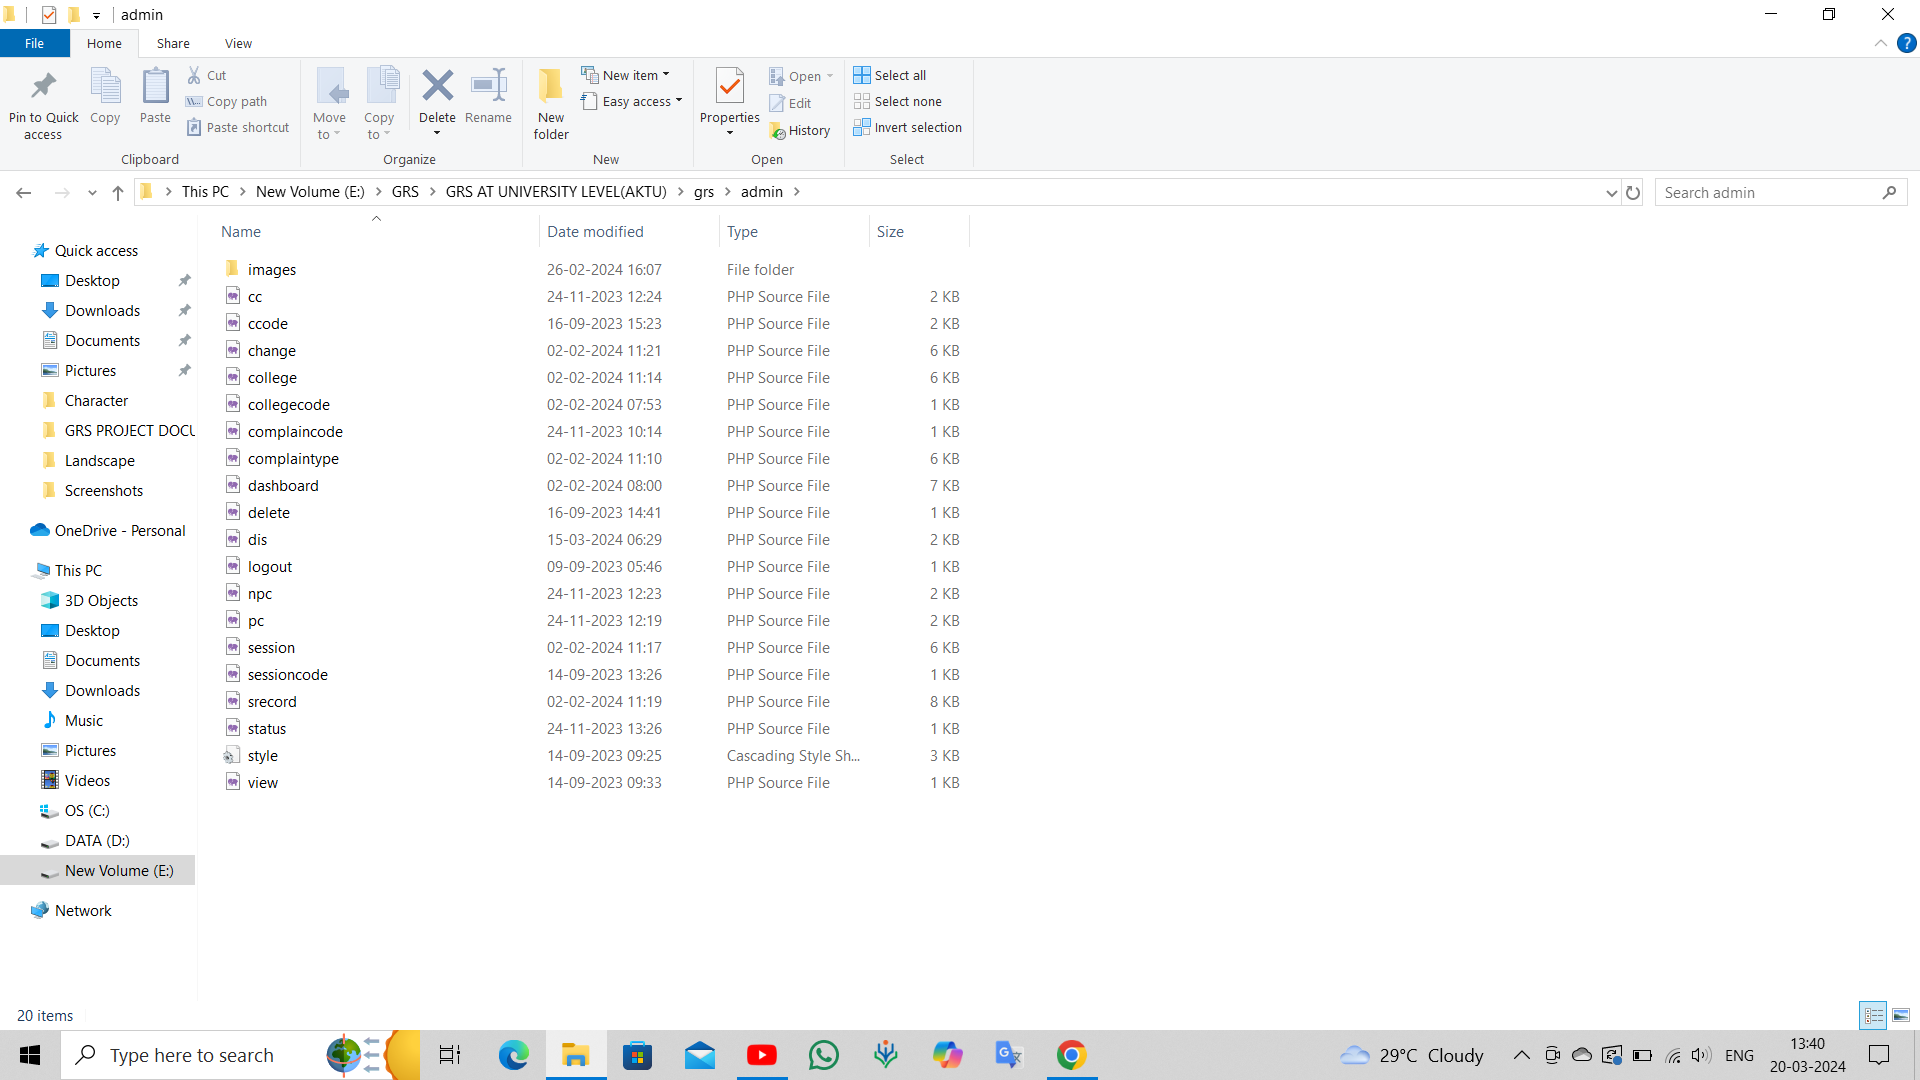 admin
File Home Share View
Pin to Quick access
Copy
Paste
Cut
Copy path
Paste shortcut
Clipboard
Move to
Copy to
Delete
Rename
Organize
New folder
New item
Easy access
New
Properties
Open
Edit
History
Open
Select all
Select none
Invert selection
Select
This PC New Volume (E:) GRS GRS AT UNIVERSITY LEVEL(AKTU) grs admin
Search admin
Quick access
Desktop
Downloads
Documents
Pictures
Character
GRS PROJECT DOCU
Landscape
Screenshots
OneDrive - Personal
This PC
3D Objects
Desktop
Documents
Downloads
Music
Pictures
Videos
OS (C:)
DATA (D:)
New Volume (E:)
Network
Name Date modified Type Size
images 26-02-2024 16:07 File folder
cc 24-11-2023 12:24 PHP Source File 2 KB
ccode 16-09-2023 15:23 PHP Source File 2 KB
change 02-02-2024 11:21 PHP Source File 6 KB
college 02-02-2024 11:14 PHP Source File 6 KB
collegecode 02-02-2024 07:53 PHP Source File 1 KB
complaincode 24-11-2023 10:14 PHP Source File 1 KB
complaintype 02-02-2024 11:10 PHP Source File 6 KB
dashboard 02-02-2024 08:00 PHP Source File 7 KB
delete 16-09-2023 14:41 PHP Source File 1 KB
dis 15-03-2024 06:29 PHP Source File 2 KB
logout 09-09-2023 05:46 PHP Source File 1 KB
npc 24-11-2023 12:23 PHP Source File 2 KB
pc 24-11-2023 12:19 PHP Source File 2 KB
session 02-02-2024 11:17 PHP Source File 6 KB
sessioncode 14-09-2023 13:26 PHP Source File 1 KB
srecord 02-02-2024 11:19 PHP Source File 8 KB
status 24-11-2023 13:26 PHP Source File 1 KB
style 14-09-2023 09:25 Cascading Style Sh... 3 KB
view 14-09-2023 09:33 PHP Source File 1 KB
20 items
Type here to search
29°C Cloudy
ENG
13:40
20-03-2024